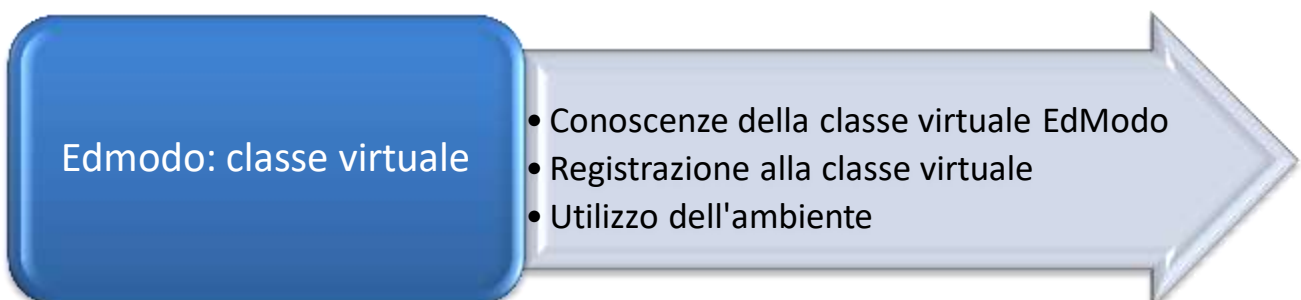 Edmodo: classe virtuale
• Conoscenze della classe virtuale EdModo
• Registrazione alla classe virtuale
• Utilizzo dell'ambiente